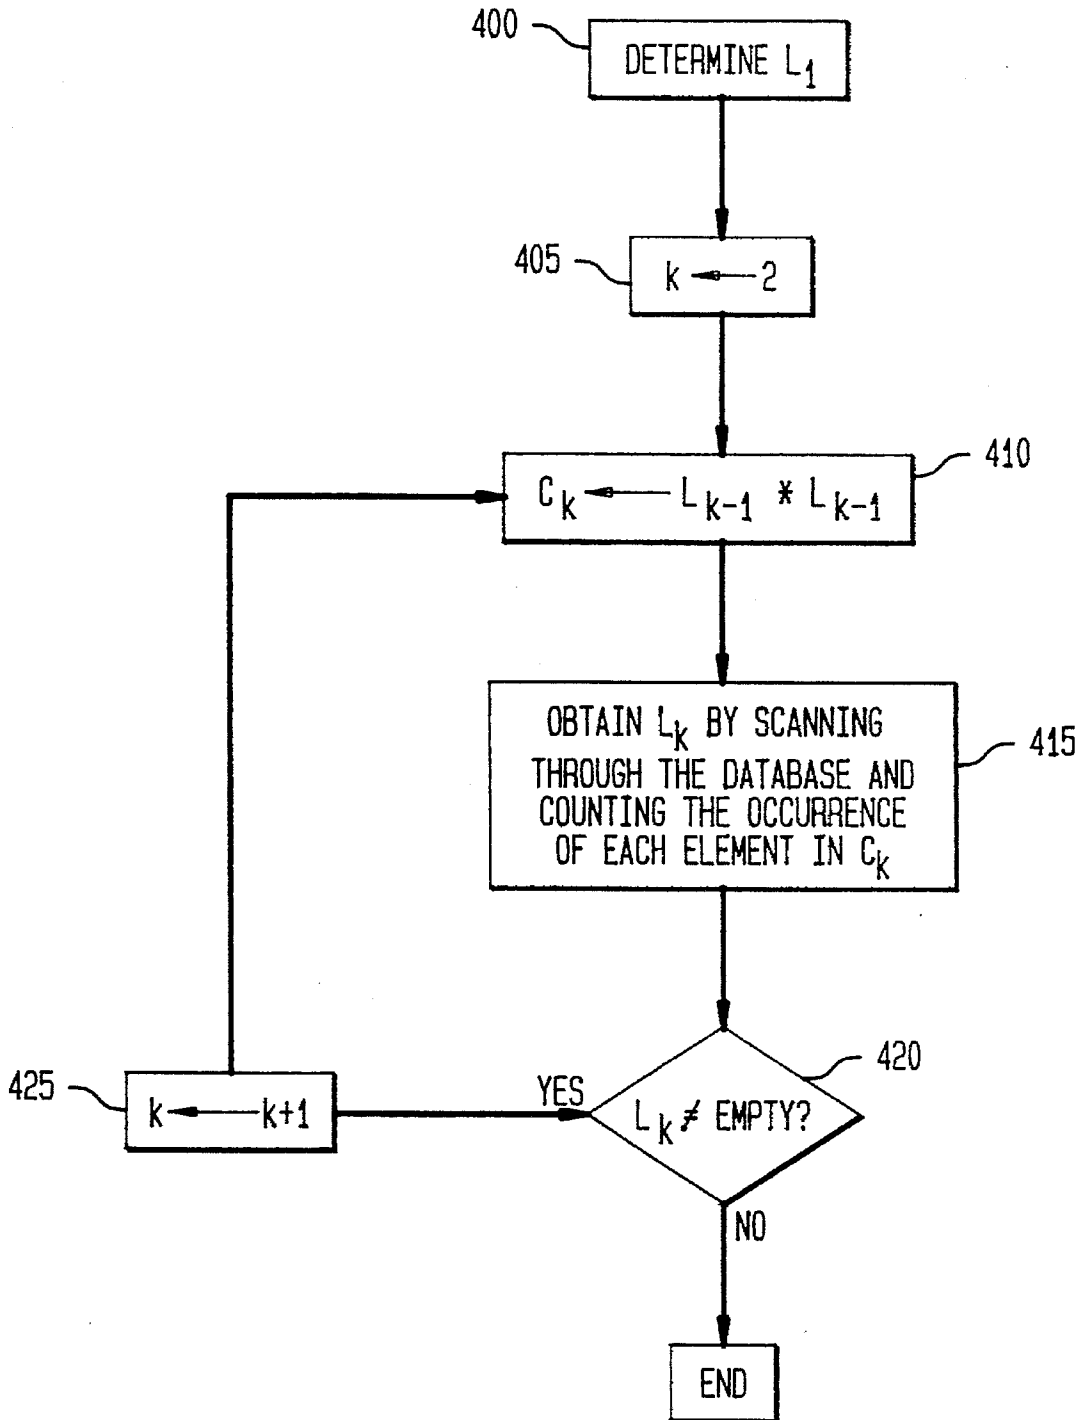 400
DETERMINE L1
405
k ← 2
410
Ck ← Lk-1 * Lk-1
415
OBTAIN Lk BY SCANNING
THROUGH THE DATABASE AND
COUNTING THE OCCURRENCE
OF EACH ELEMENT IN Ck
420
Lk ≠ EMPTY?
YES
425
k ← k+1
NO
END